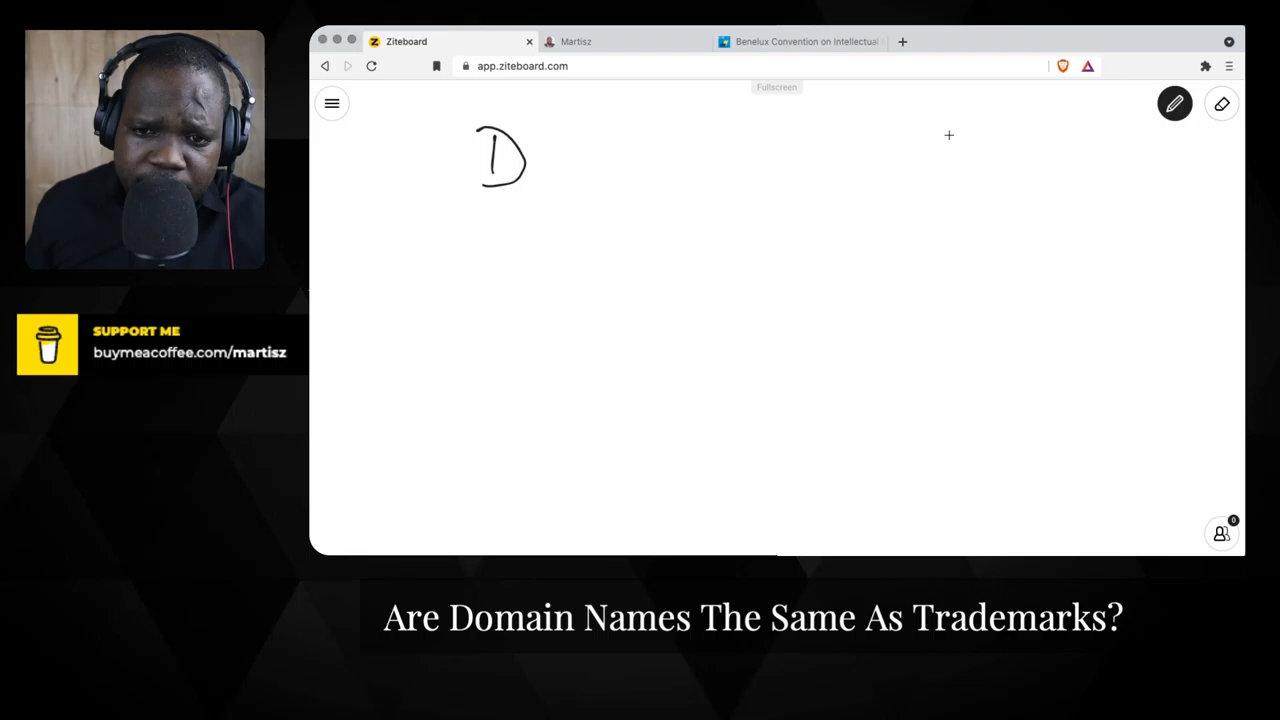 Ziteboard
Martisz
Benelux Convention on Intellectual
app.ziteboard.com
Fullscreen
D
SUPPORT ME
buymeacoffee.com/martisz
0
Are Domain Names The Same As Trademarks?